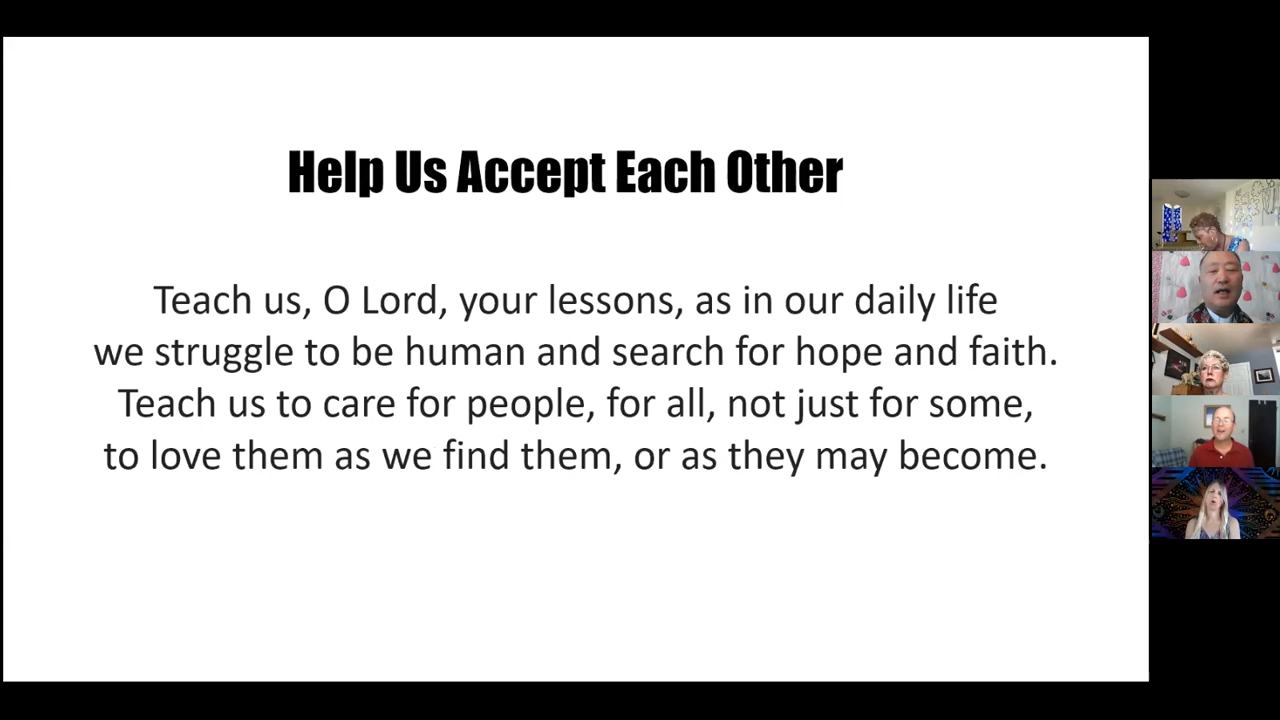 Help Us Accept Each Other
Teach us, O Lord, your lessons, as in our daily life
we struggle to be human and search for hope and faith.
Teach us to care for people, for all, not just for some,
to love them as we find them, or as they may become.